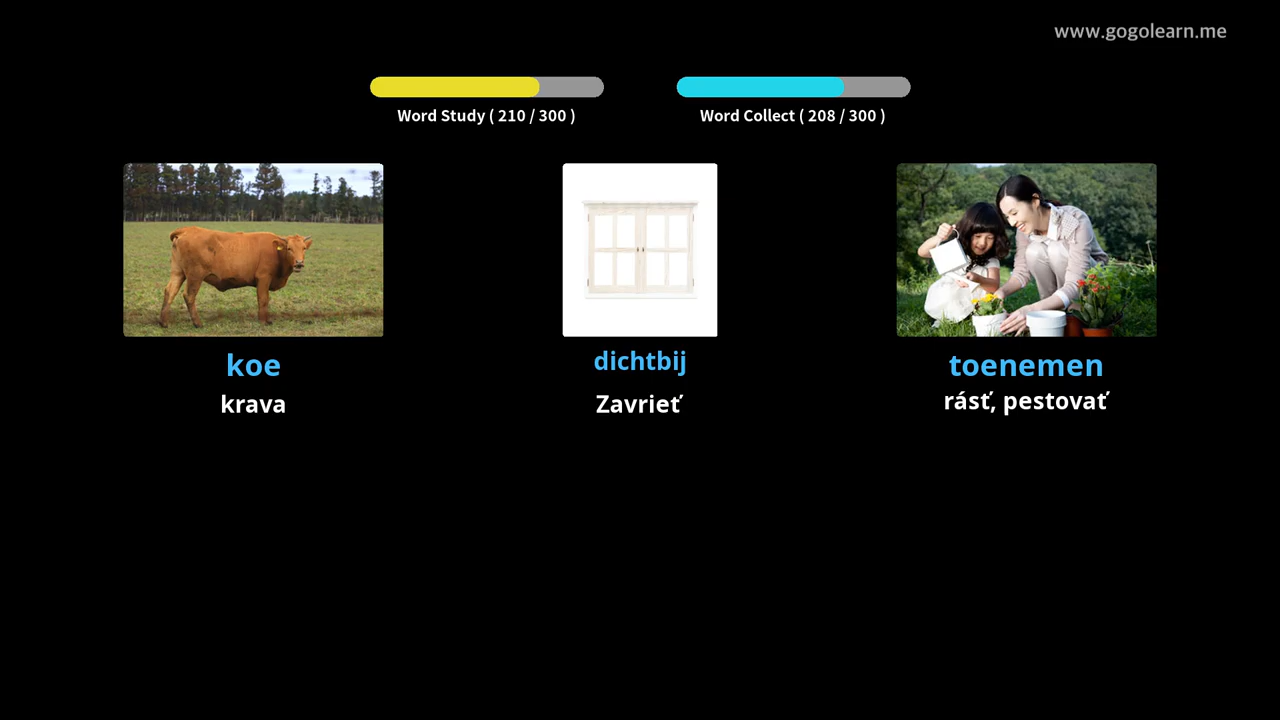 www.gogolearn.me
Word Study ( 210 / 300 )
Word Collect ( 208 / 300 )
koe
dichtbij
toenemen
krava
Zavrieť
rásť, pestovať